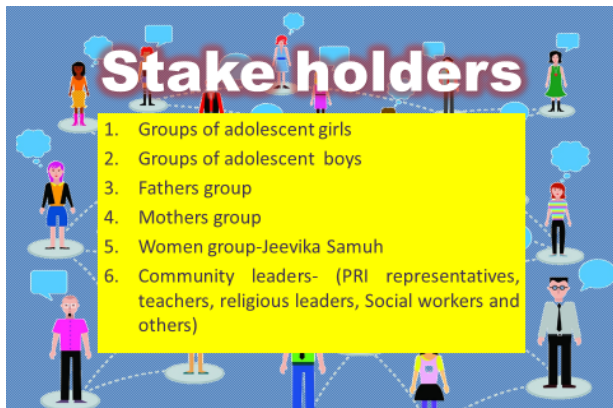 Stake holders
1. Groups of adolescent girls
2. Groups of adolescent boys
3. Fathers group
4. Mothers group
5. Women group-Jeevika Samuh
6. Community leaders- (PRI representatives,
teachers, religious leaders, Social workers and
others)